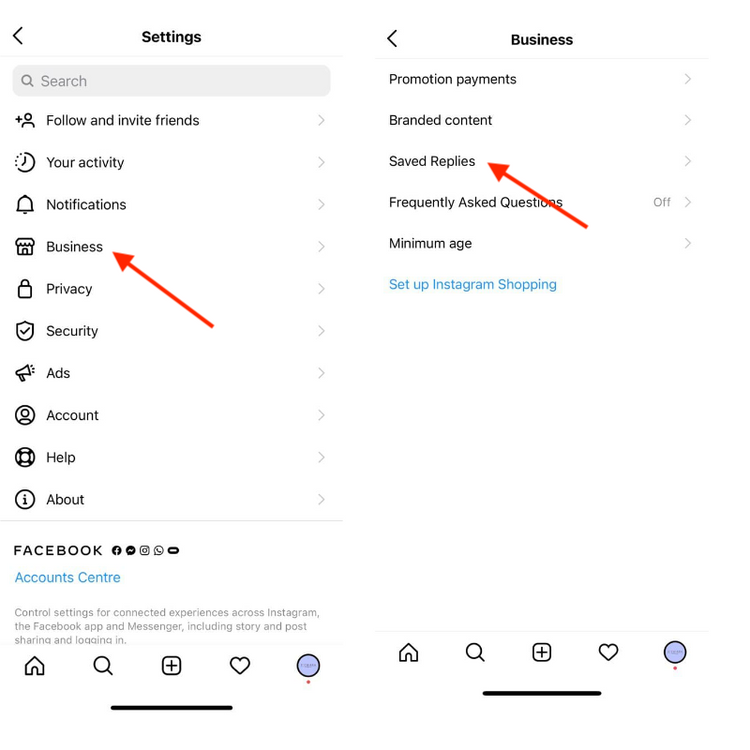 Settings
Search
Follow and invite friends
Your activity
Notifications
Business
Privacy
Security
Ads
Account
Help
About
FACEBOOK
Accounts Centre
Control settings for connected experiences across Instagram,
the Facebook app and Messenger, including story and post
sharing and logging in.
Business
Promotion payments
Branded content
Saved Replies
Frequently Asked Questions Off
Minimum age
Set up Instagram Shopping